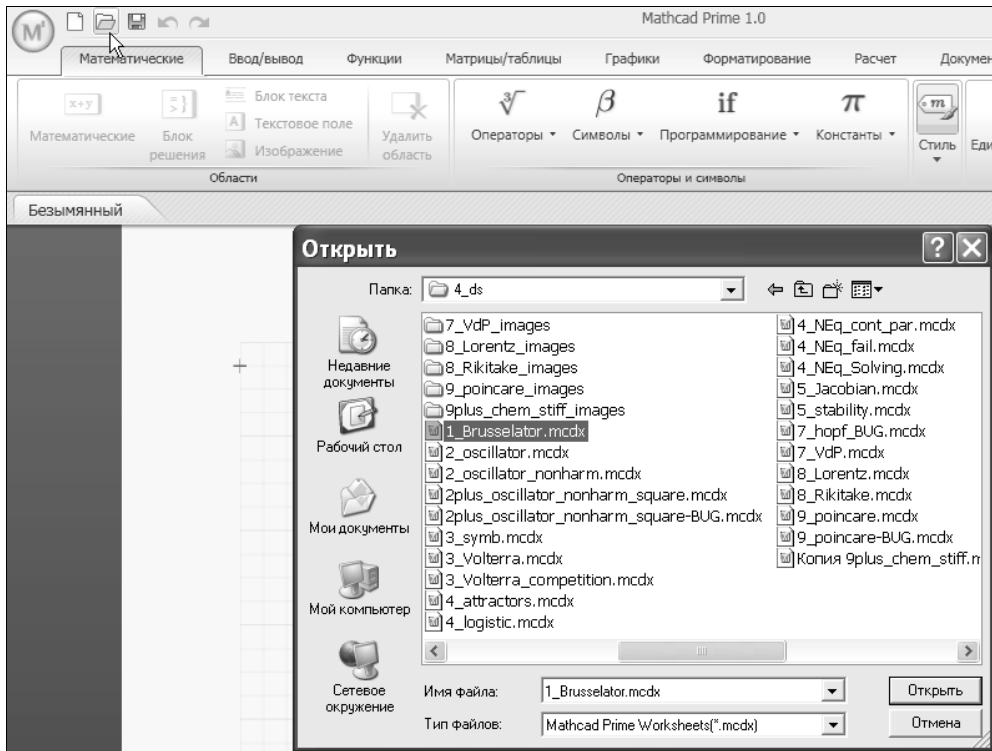 Mathcad Prime 1.0
Математические Ввод/вывод Функции Матрицы/таблицы Графики Форматирование Расчет Докумен
x+y
Математические
Блок решения
Блок текста
Текстовое поле
Изображение
Удалить область
Области
Операторы
β
Символы
if
Программирование
π
Константы
Операторы и символы
m
Стиль
Еди
Безымянный
Открыть
Папка: 4_ds
Недавние документы
Рабочий стол
Мои документы
Мой компьютер
Сетевое окружение
7_VdP_images
8_Lorentz_images
8_Rikitake_images
9_poincare_images
9plus_chem_stiff_images
1_Brusselator.mcdx
2_oscillator.mcdx
2_oscillator_nonharm.mcdx
2plus_oscillator_nonharm_square.mcdx
2plus_oscillator_nonharm_square-BUG.mcdx
3_symb.mcdx
3_Volterra.mcdx
3_Volterra_competition.mcdx
4_attractors.mcdx
4_logistic.mcdx
4_NEq_cont_par.mcdx
4_NEq_fail.mcdx
4_NEq_Solving.mcdx
5_Jacobian.mcdx
5_stability.mcdx
7_hopf_BUG.mcdx
7_VdP.mcdx
8_Lorentz.mcdx
8_Rikitake.mcdx
9_poincare.mcdx
9_poincare-BUG.mcdx
Копия 9plus_chem_stiff.m
Имя файла: 1_Brusselator.mcdx Открыть
Тип файлов: Mathcad Prime Worksheets(*.mcdx) Отмена